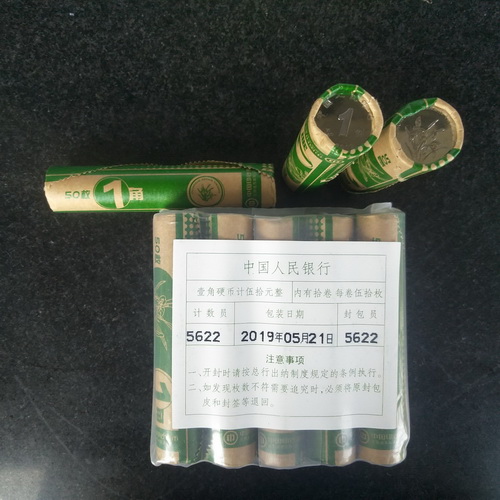 50枚
1角
1
中国人民银行
壹角硬币计伍拾元整 内有拾卷 每卷伍拾枚
计数员 包装日期 封包员
5622 2019年05月21日 5622
注意事项
一、开封时请按总行出纳制度规定的条例执行。
二、如发现枚数不符需要追究时,必须将原封包
皮和封签等退回。
50枚